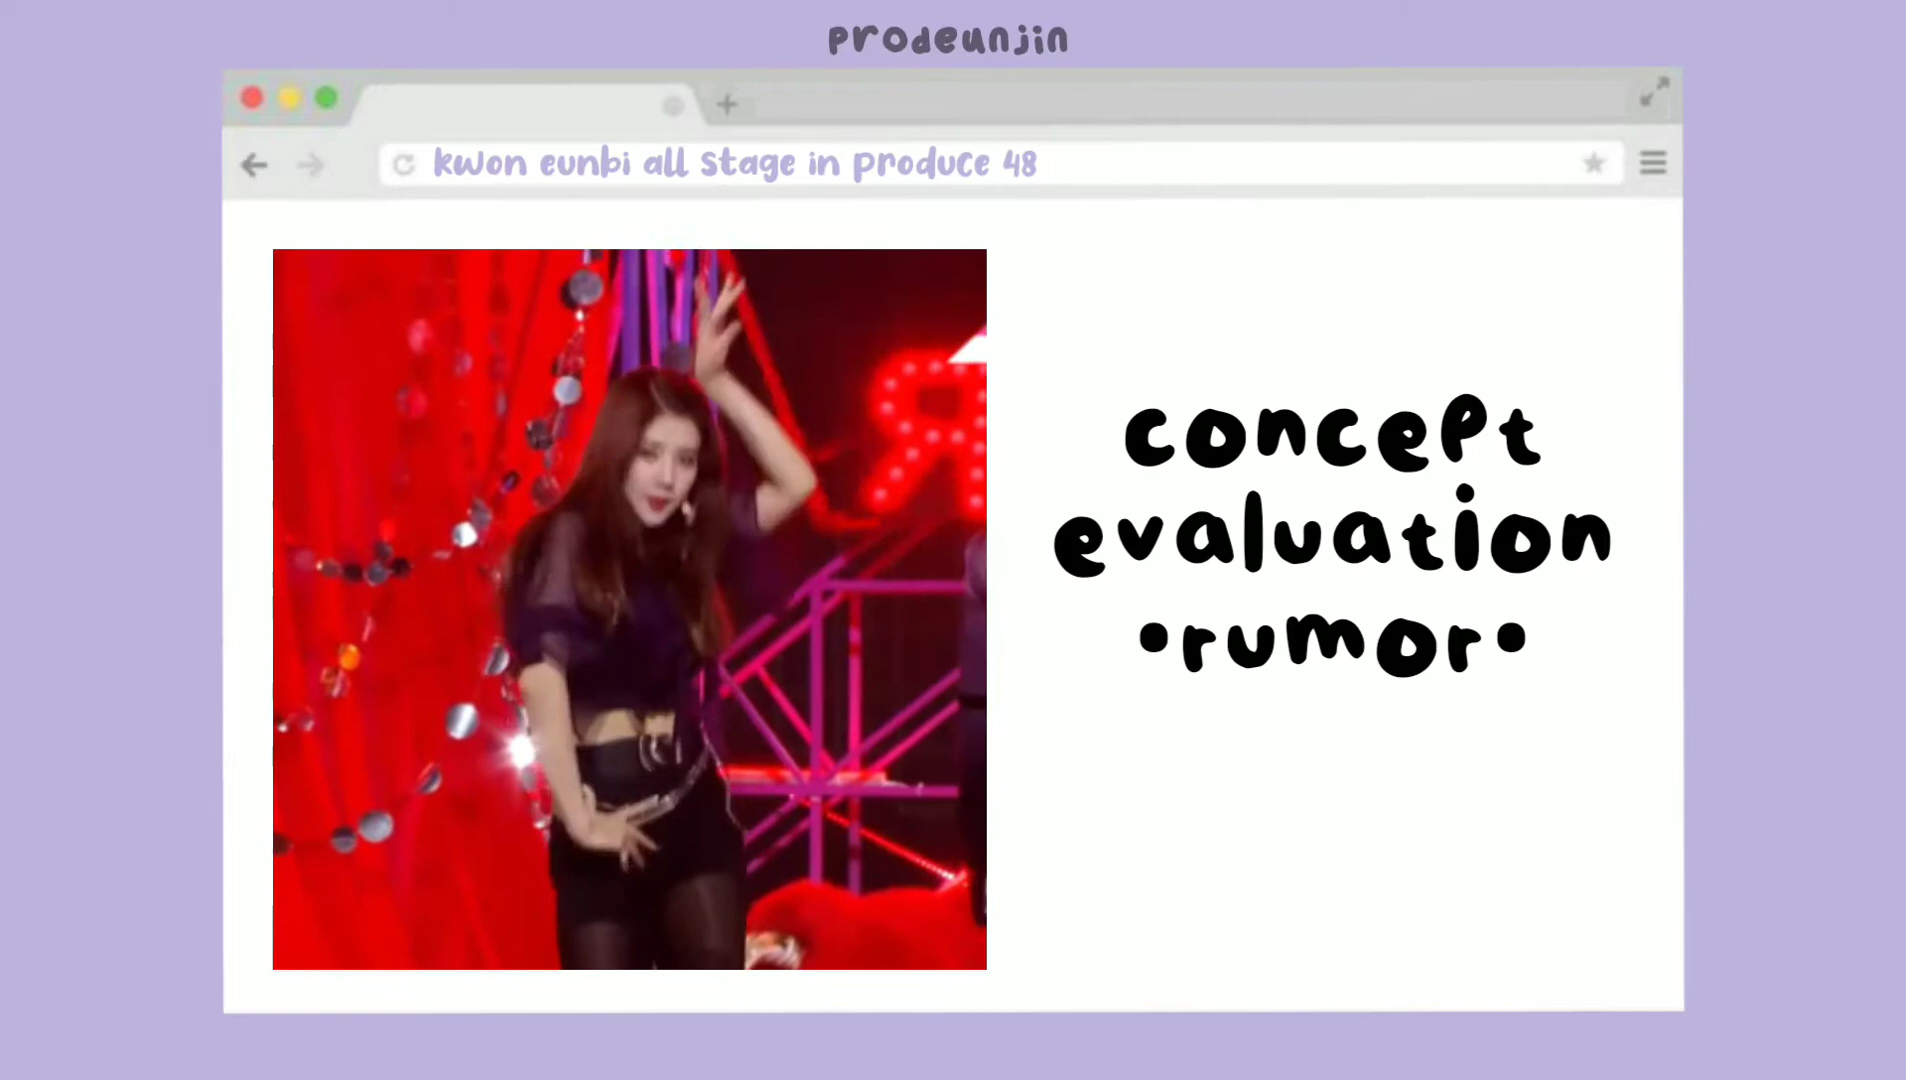 prodeunjin
kwon eunbi all stage in produce 48
concept
evaluation
•rumor•